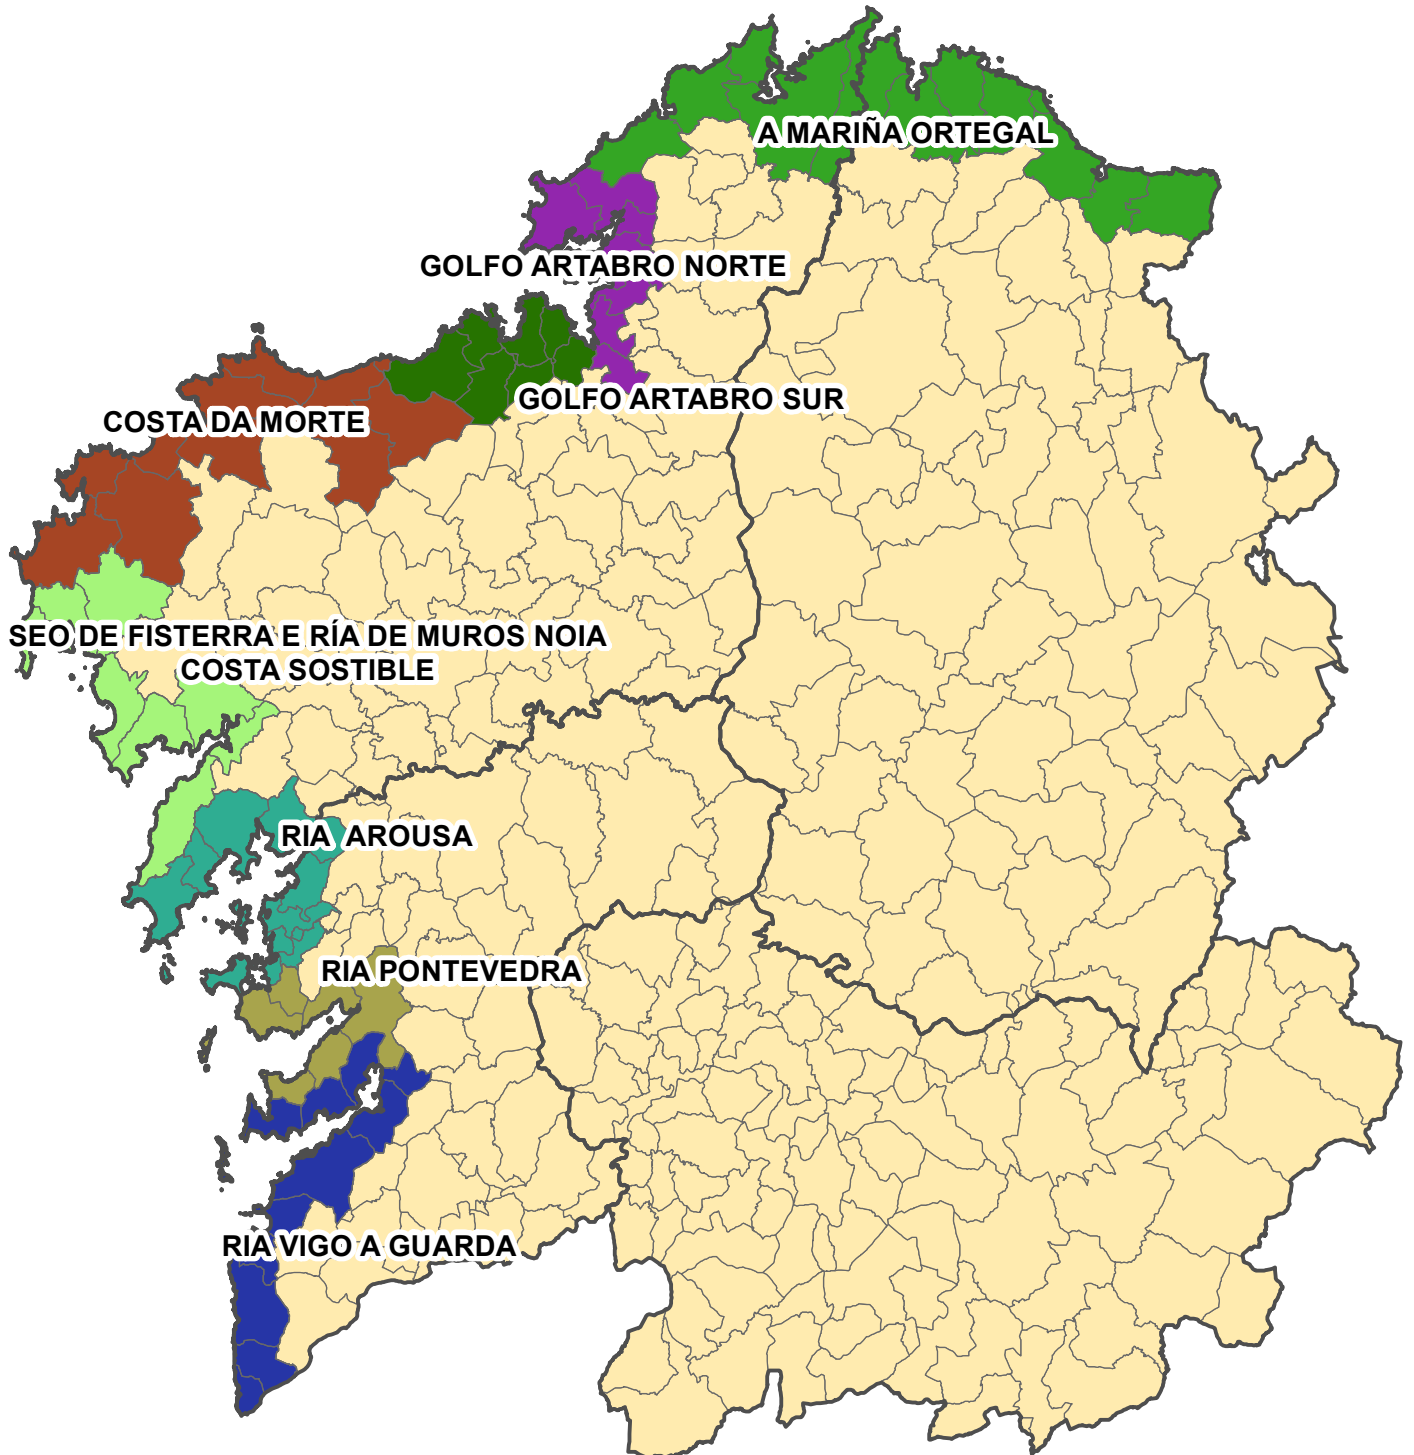 A MARIÑA ORTEGAL
GOLFO ARTABRO NORTE
GOLFO ARTABRO SUR
COSTA DA MORTE
SEO DE FISTERRA E RÍA DE MUROS NOIA
COSTA SOSTIBLE
RIA AROUSA
RIA PONTEVEDRA
RIA VIGO A GUARDA